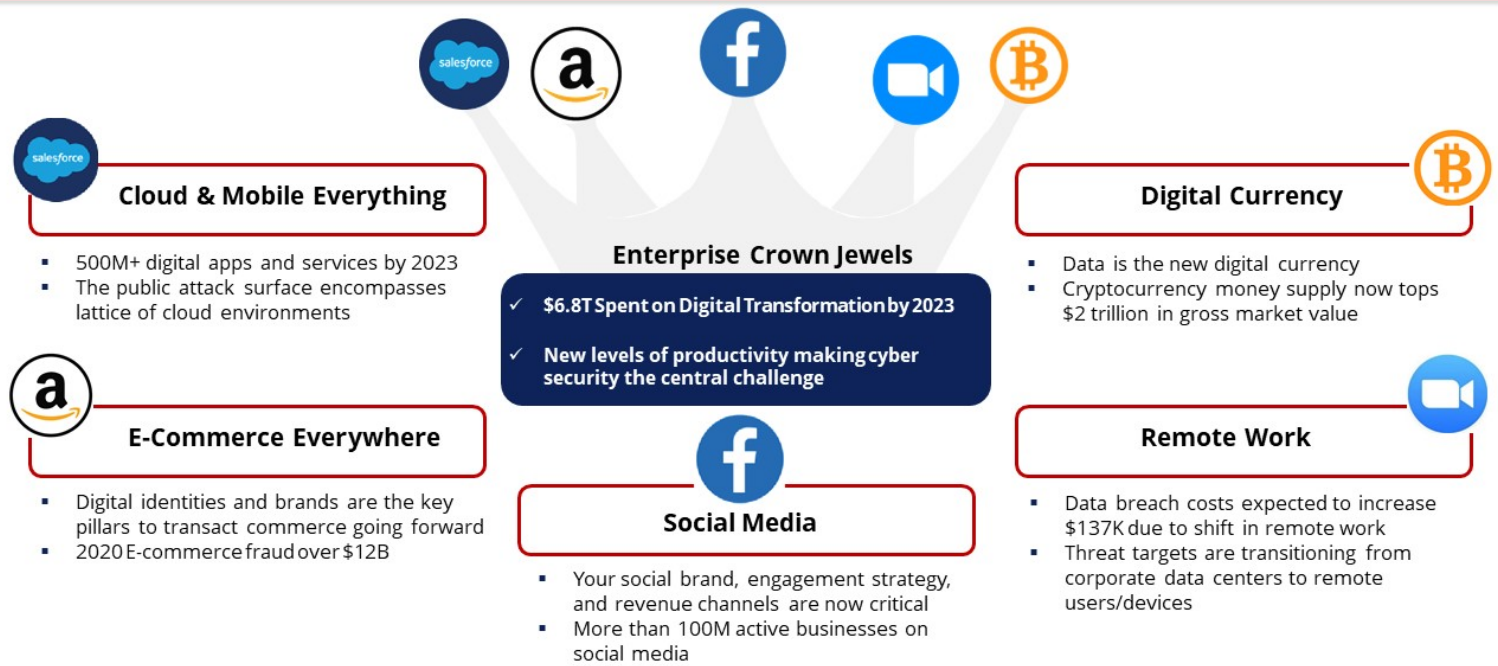 salesforce
a
f
salesforce
Cloud & Mobile Everything
500M+ digital apps and services by 2023
The public attack surface encompasses
lattice of cloud environments
a
E-Commerce Everywhere
Digital identities and brands are the key
pillars to transact commerce going forward
2020 E-commerce fraud over $12B
Enterprise Crown Jewels
$6.8T Spent on Digital Transformation by 2023
New levels of productivity making cyber
security the central challenge
f
Social Media
Your social brand, engagement strategy,
and revenue channels are now critical
More than 100M active businesses on
social media
Digital Currency
Data is the new digital currency
Cryptocurrency money supply now tops
$2 trillion in gross market value
Remote Work
Data breach costs expected to increase
$137K due to shift in remote work
Threat targets are transitioning from
corporate data centers to remote
users/devices